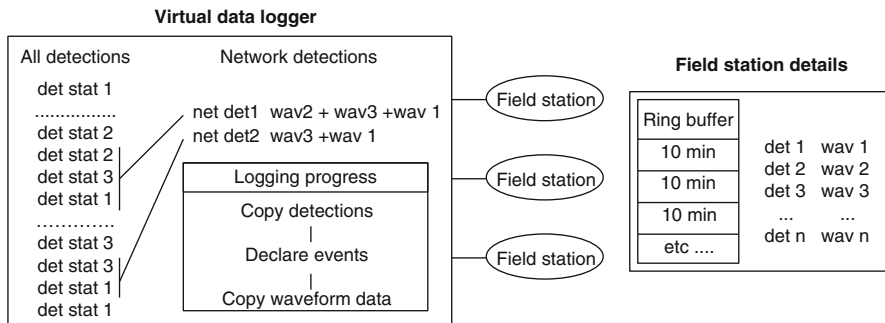 Virtual data logger
All detections
det stat 1
................
det stat 2
det stat 2
det stat 3
det stat 1
.............
det stat 3
det stat 3
det stat 1
det stat 1
Network detections
net det1 wav2 + wav3 +wav 1
net det2 wav3 +wav 1
Logging progress
Copy detections
Declare events
Copy waveform data
Field station
Field station
Field station
Field station details
Ring buffer
10 min
10 min
10 min
etc ....
det 1 wav 1
det 2 wav 2
det 3 wav 3
... ...
det n wav n